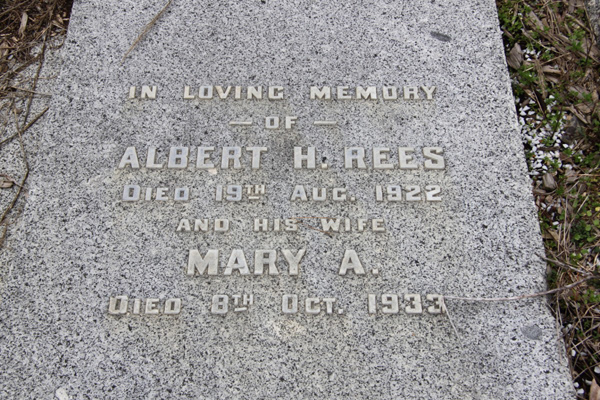 IN LOVING MEMORY
— OF —
ALBERT H. REES
DIED 19TH AUG. 1922
AND HIS WIFE
MARY A.
DIED 8TH OCT. 1933